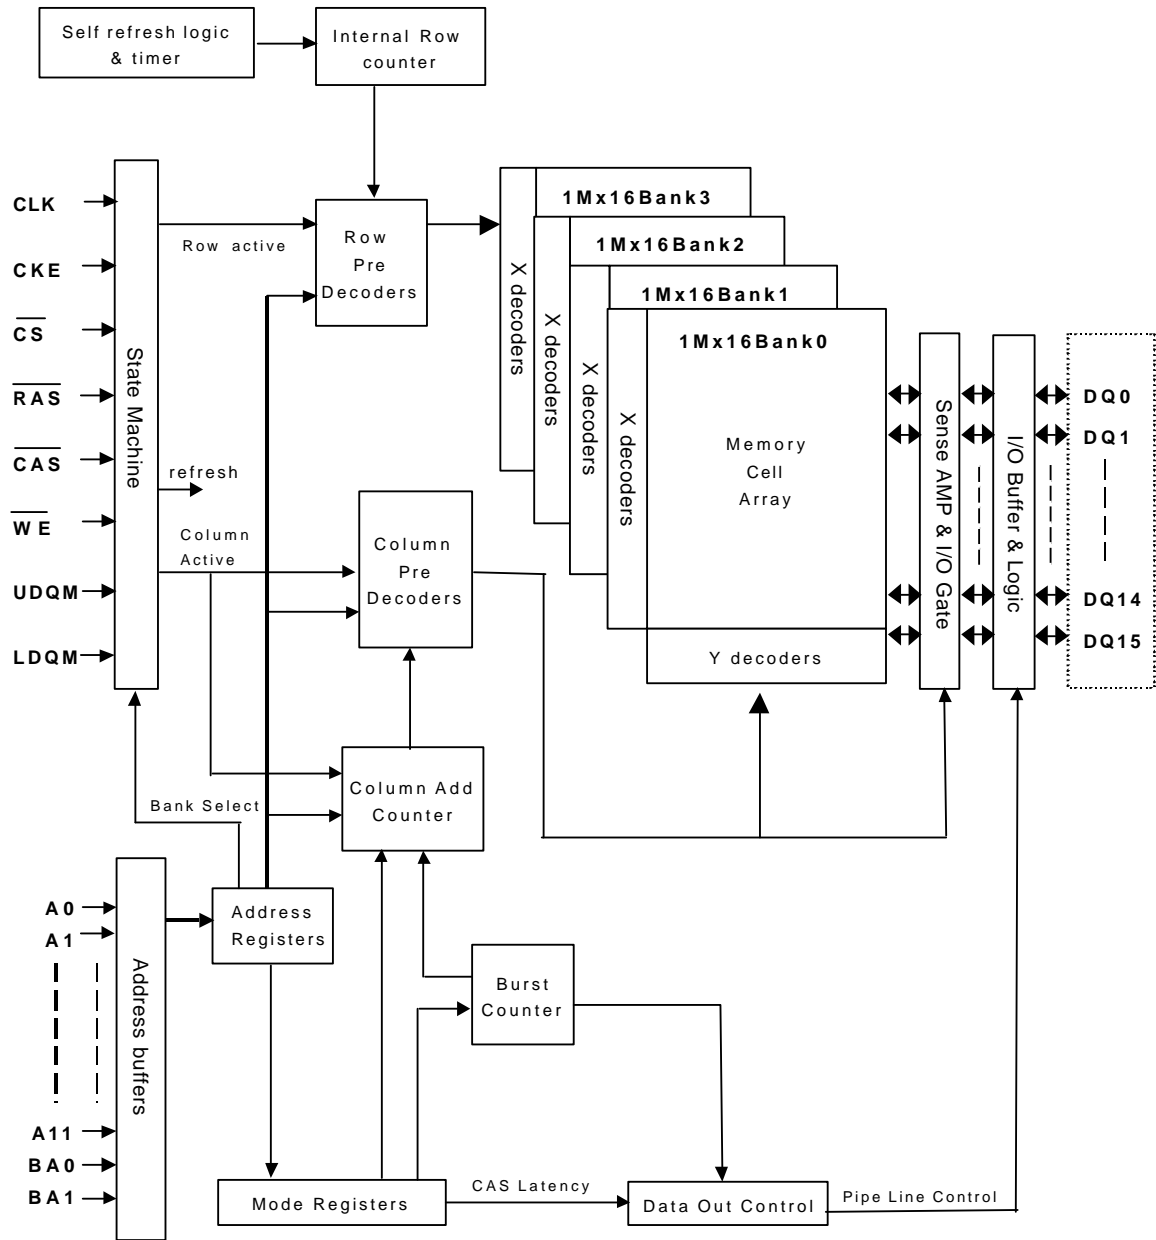 Self refresh logic
& timer
Internal Row
counter
CLK
CKE
CS
RAS
CAS
WE
UDQM
LDQM
State Machine
Row active
refresh
Column
Active
Bank Select
Row
Pre
Decoders
Column
Pre
Decoders
Column Add
Counter
X decoders
X decoders
X decoders
X decoders
1Mx16Bank3
1Mx16Bank2
1Mx16Bank1
1Mx16Bank0
Memory
Cell
Array
Y decoders
Sense AMP & I/O Gate
I/O Buffer & Logic
DQ0
DQ1
DQ14
DQ15
A0
A1
A11
BA0
BA1
Address buffers
Address
Registers
Burst
Counter
Mode Registers
CAS Latency
Data Out Control
Pipe Line Control